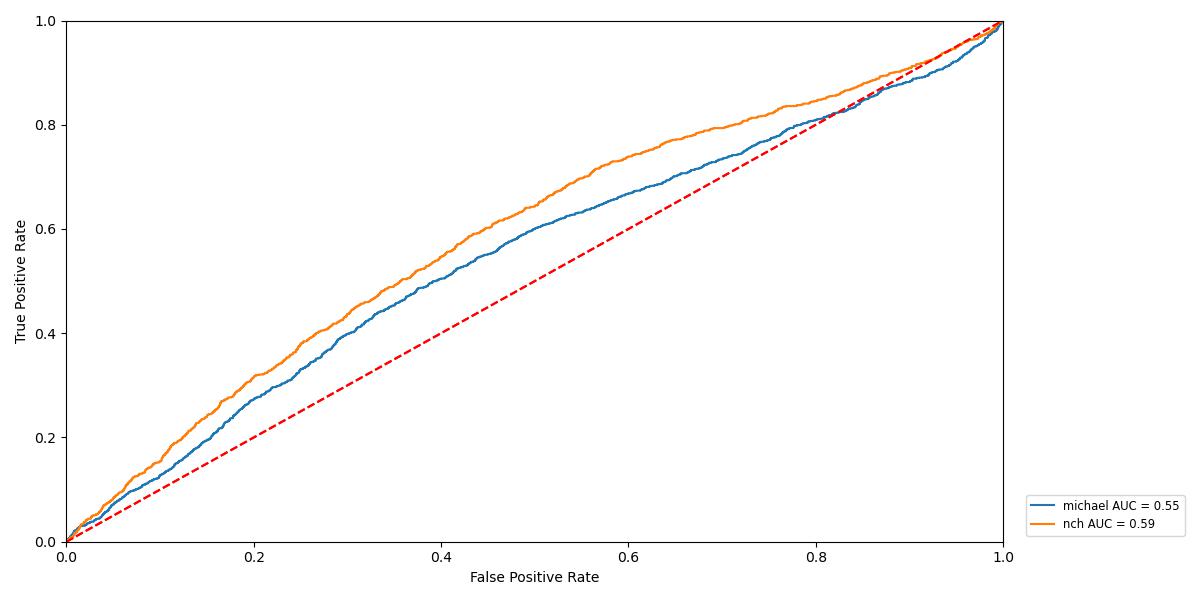 1.0
0.8
0.6
0.4
0.2
0.0
True Positive Rate
0.0 0.2 0.4 0.6 0.8 1.0
False Positive Rate
michael AUC = 0.55
nch AUC = 0.59